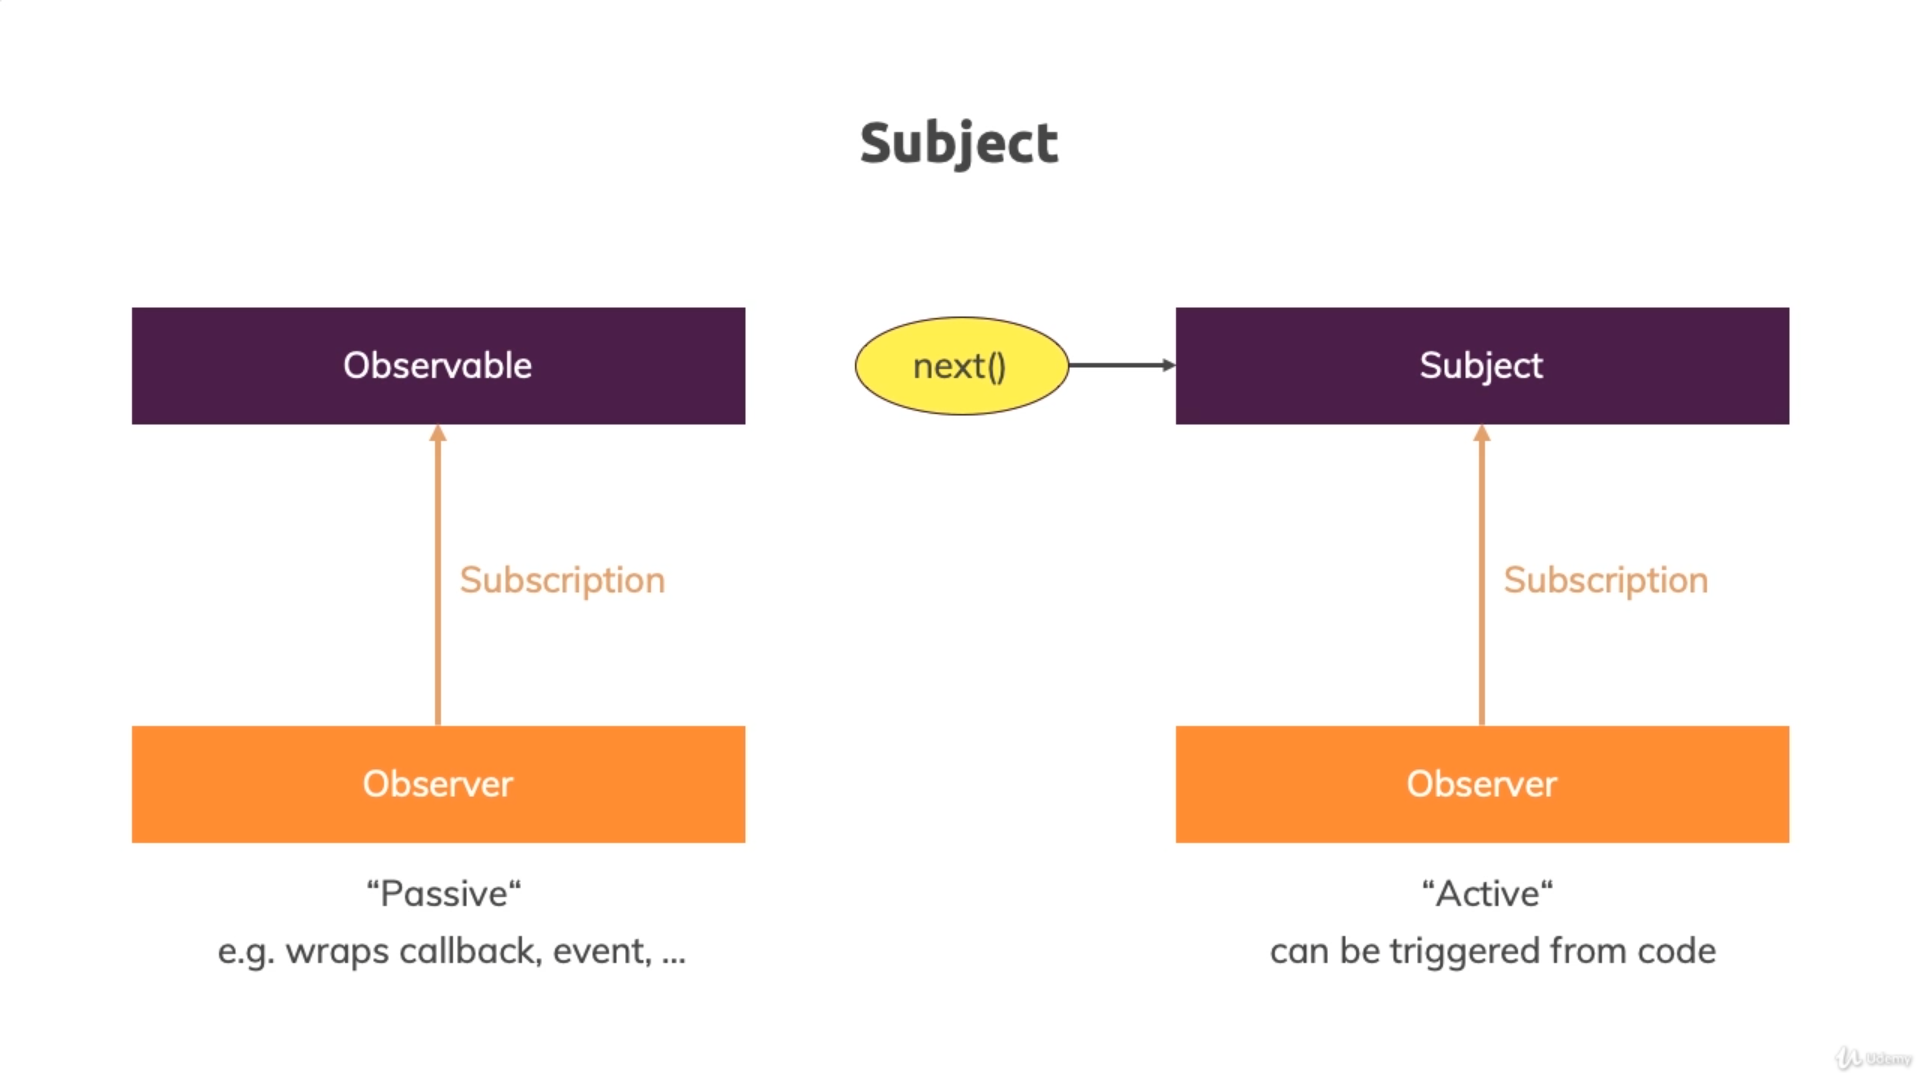 Subject
Observable
next()
Subject
Subscription
Subscription
Observer
Observer
“Passive“
e.g. wraps callback, event, ...
“Active“
can be triggered from code
Udemy